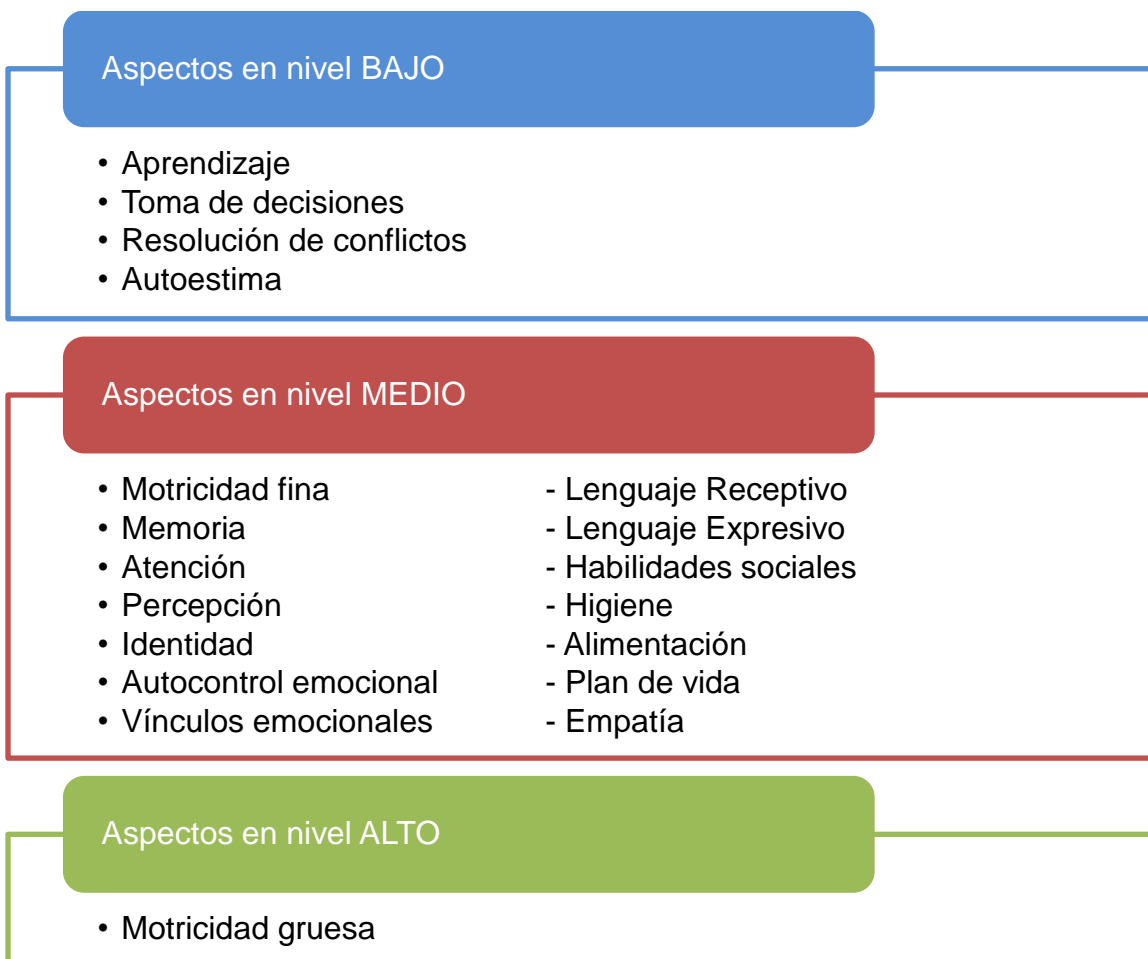 Aspectos en nivel BAJO
• Aprendizaje
• Toma de decisiones
• Resolución de conflictos
• Autoestima
Aspectos en nivel MEDIO
• Motricidad fina - Lenguaje Receptivo
• Memoria - Lenguaje Expresivo
• Atención - Habilidades sociales
• Percepción - Higiene
• Identidad - Alimentación
• Autocontrol emocional - Plan de vida
• Vínculos emocionales - Empatía
Aspectos en nivel ALTO
• Motricidad gruesa